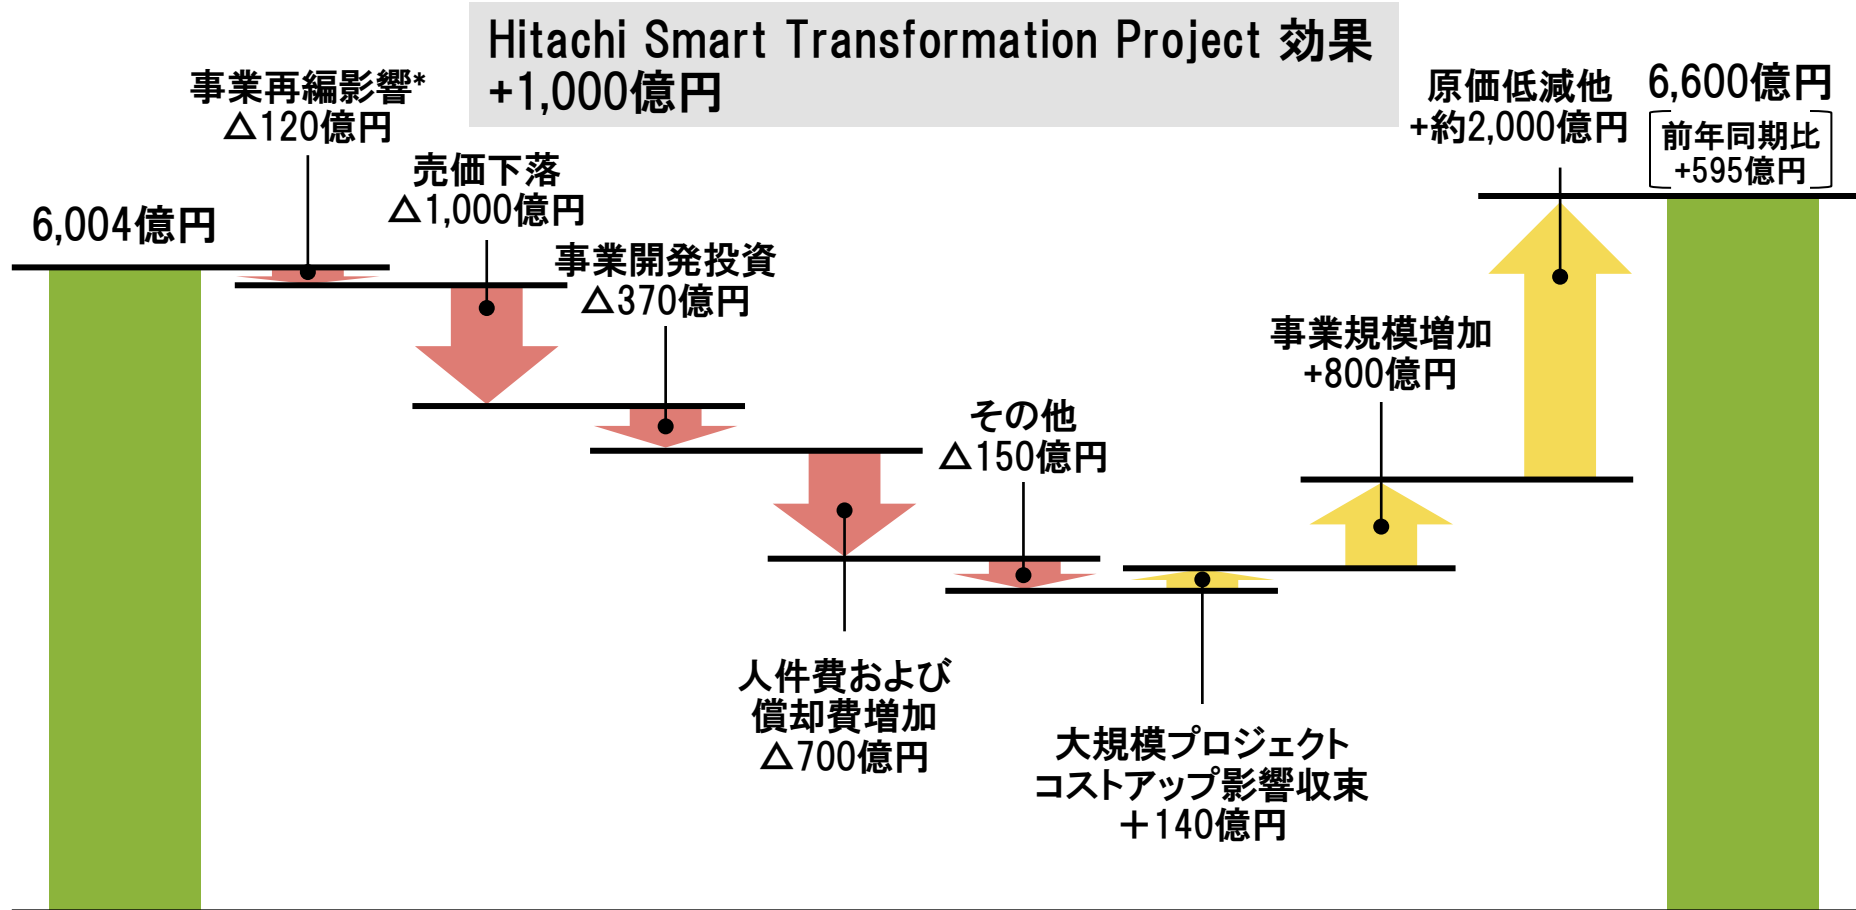 Hitachi Smart Transformation Project 効果
+1,000億円
6,004億円
事業再編影響*
△120億円
売価下落
△1,000億円
事業開発投資
△370億円
人件費および
償却費増加
△700億円
その他
△150億円
大規模プロジェクト
コストアップ影響収束
＋140億円
事業規模増加
+800億円
原価低減他
+約2,000億円
6,600億円
前年同期比
+595億円